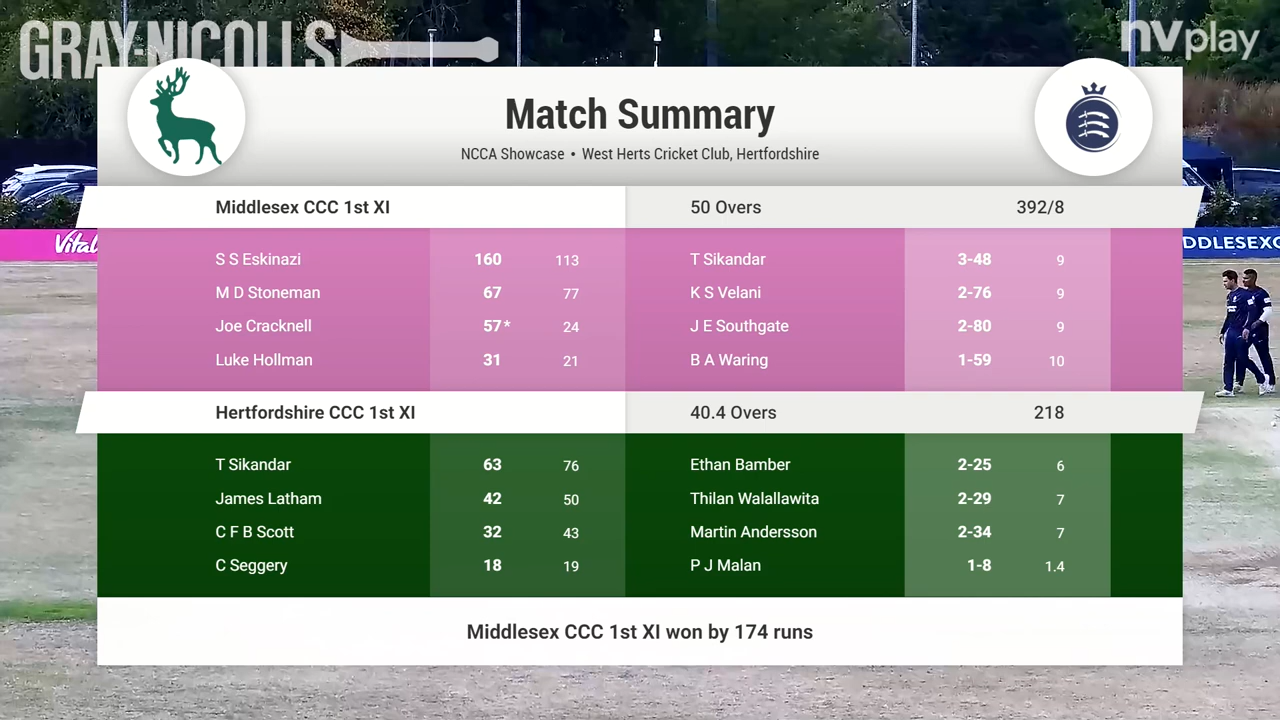 GRAY-NICOLLS
nvplay
Match Summary
NCCA Showcase • West Herts Cricket Club, Hertfordshire
Middlesex CCC 1st XI 50 Overs 392/8
S S Eskinazi 160 113 T Sikandar 3-48 9
M D Stoneman 67 77 K S Velani 2-76 9
Joe Cracknell 57* 24 J E Southgate 2-80 9
Luke Hollman 31 21 B A Waring 1-59 10
Hertfordshire CCC 1st XI 40.4 Overs 218
T Sikandar 63 76 Ethan Bamber 2-25 6
James Latham 42 50 Thilan Walallawita 2-29 7
C F B Scott 32 43 Martin Andersson 2-34 7
C Seggery 18 19 P J Malan 1-8 1.4
Middlesex CCC 1st XI won by 174 runs
Vital
DDLESEXC